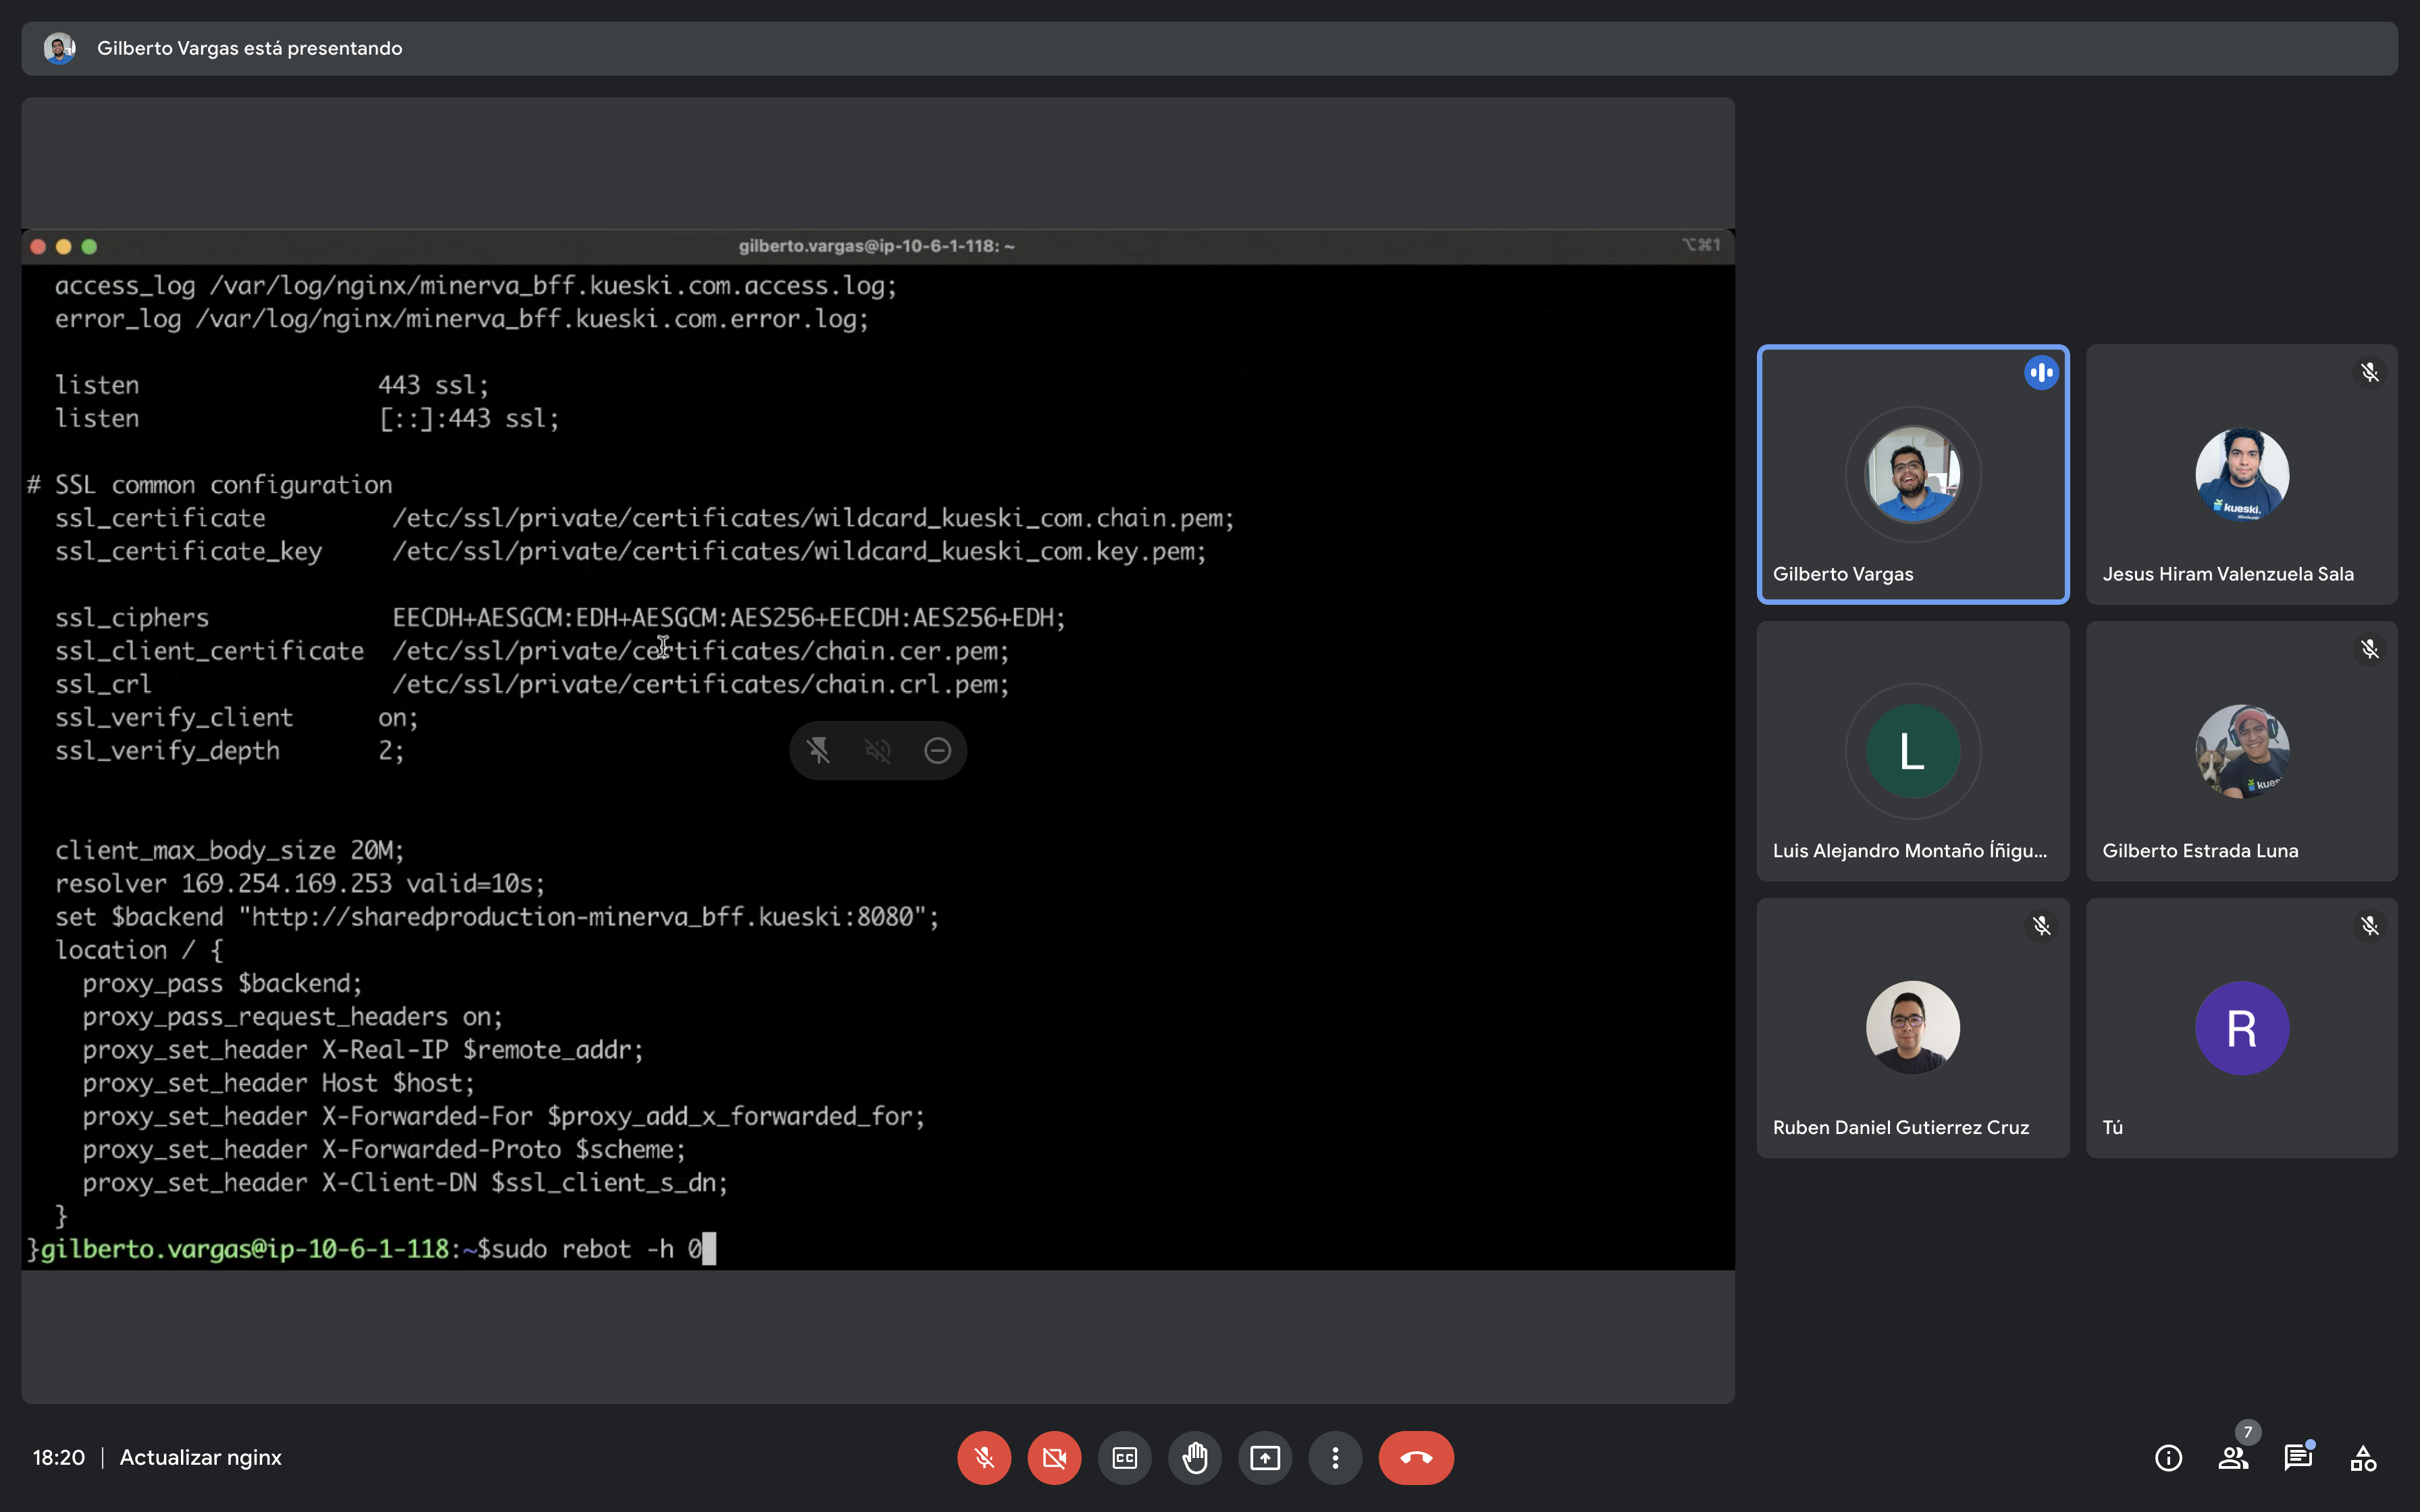 Gilberto Vargas está presentando
gilberto.vargas@ip-10-6-1-118: ~
⌥⌘1
access_log /var/log/nginx/minerva_bff.kueski.com.access.log;
error_log /var/log/nginx/minerva_bff.kueski.com.error.log;
listen 443 ssl;
listen [::]:443 ssl;
# SSL common configuration
ssl_certificate /etc/ssl/private/certificates/wildcard_kueski_com.chain.pem;
ssl_certificate_key /etc/ssl/private/certificates/wildcard_kueski_com.key.pem;
ssl_ciphers EECDH+AESGCM:EDH+AESGCM:AES256+EECDH:AES256+EDH;
ssl_client_certificate /etc/ssl/private/certificates/chain.cer.pem;
ssl_crl /etc/ssl/private/certificates/chain.crl.pem;
ssl_verify_client on;
ssl_verify_depth 2;
client_max_body_size 20M;
resolver 169.254.169.253 valid=10s;
set $backend "http://sharedproduction-minerva_bff.kueski:8080";
location / {
proxy_pass $backend;
proxy_pass_request_headers on;
proxy_set_header X-Real-IP $remote_addr;
proxy_set_header Host $host;
proxy_set_header X-Forwarded-For $proxy_add_x_forwarded_for;
proxy_set_header X-Forwarded-Proto $scheme;
proxy_set_header X-Client-DN $ssl_client_s_dn;
}
}gilberto.vargas@ip-10-6-1-118:~$sudo rebot -h 0
Gilberto Vargas
kueski.
Jesus Hiram Valenzuela Sala
L
Luis Alejandro Montaño Íñigu...
kues
Gilberto Estrada Luna
Ruben Daniel Gutierrez Cruz
R
Tú
18:20 | Actualizar nginx
CC
7